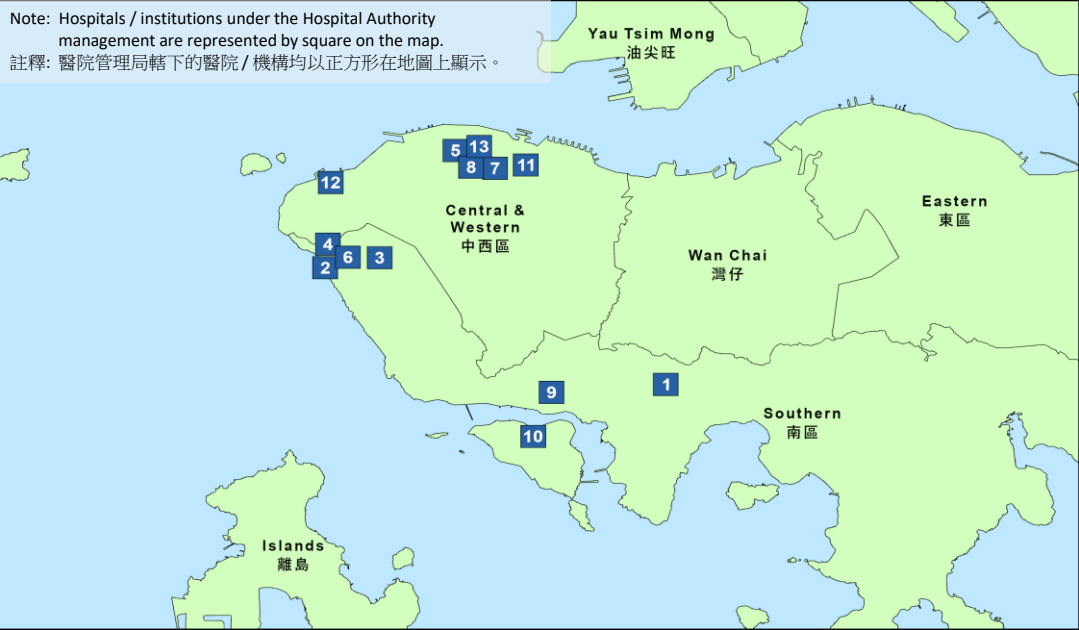 Note: Hospitals / institutions under the Hospital Authority
management are represented by square on the map.
註釋: 醫院管理局轄下的醫院/機構均以正方形在地圖上顯示。
Yau Tsim Mong
油尖旺
5
13
8
7
11
12
Central &
Western
中西區
Eastern
東區
4
6
3
2
Wan Chai
灣仔
9
1
10
Southern
南區
Islands
離島